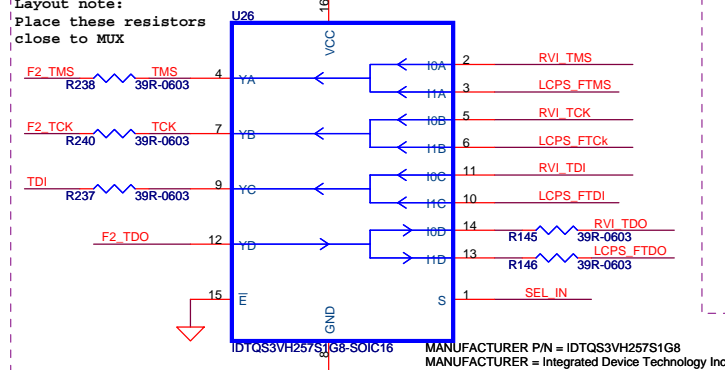 Layout note:
Place these resistors
close to MUX
U26
16
VCC
F2_TMS
TMS
4
YA
I0A
2
RVI_TMS
R238
39R-0603
I1A
3
LCPS_FTMS
F2_TCK
TCK
7
YB
I0B
5
RVI_TCK
R240
39R-0603
I1B
6
LCPS_FTCk
TDI
9
YC
I0C
11
RVI_TDI
R237
39R-0603
I1C
10
LCPS_FTDI
F2_TDO
12
YD
I0D
14
RVI_TDO
R145
39R-0603
I1D
13
LCPS_FTDO
R146
39R-0603
15
E
S
1
SEL_IN
GND
8
IDTQS3VH257S1G8-SOIC16
MANUFACTURER P/N = IDTQS3VH257S1G8
MANUFACTURER = Integrated Device Technology Inc